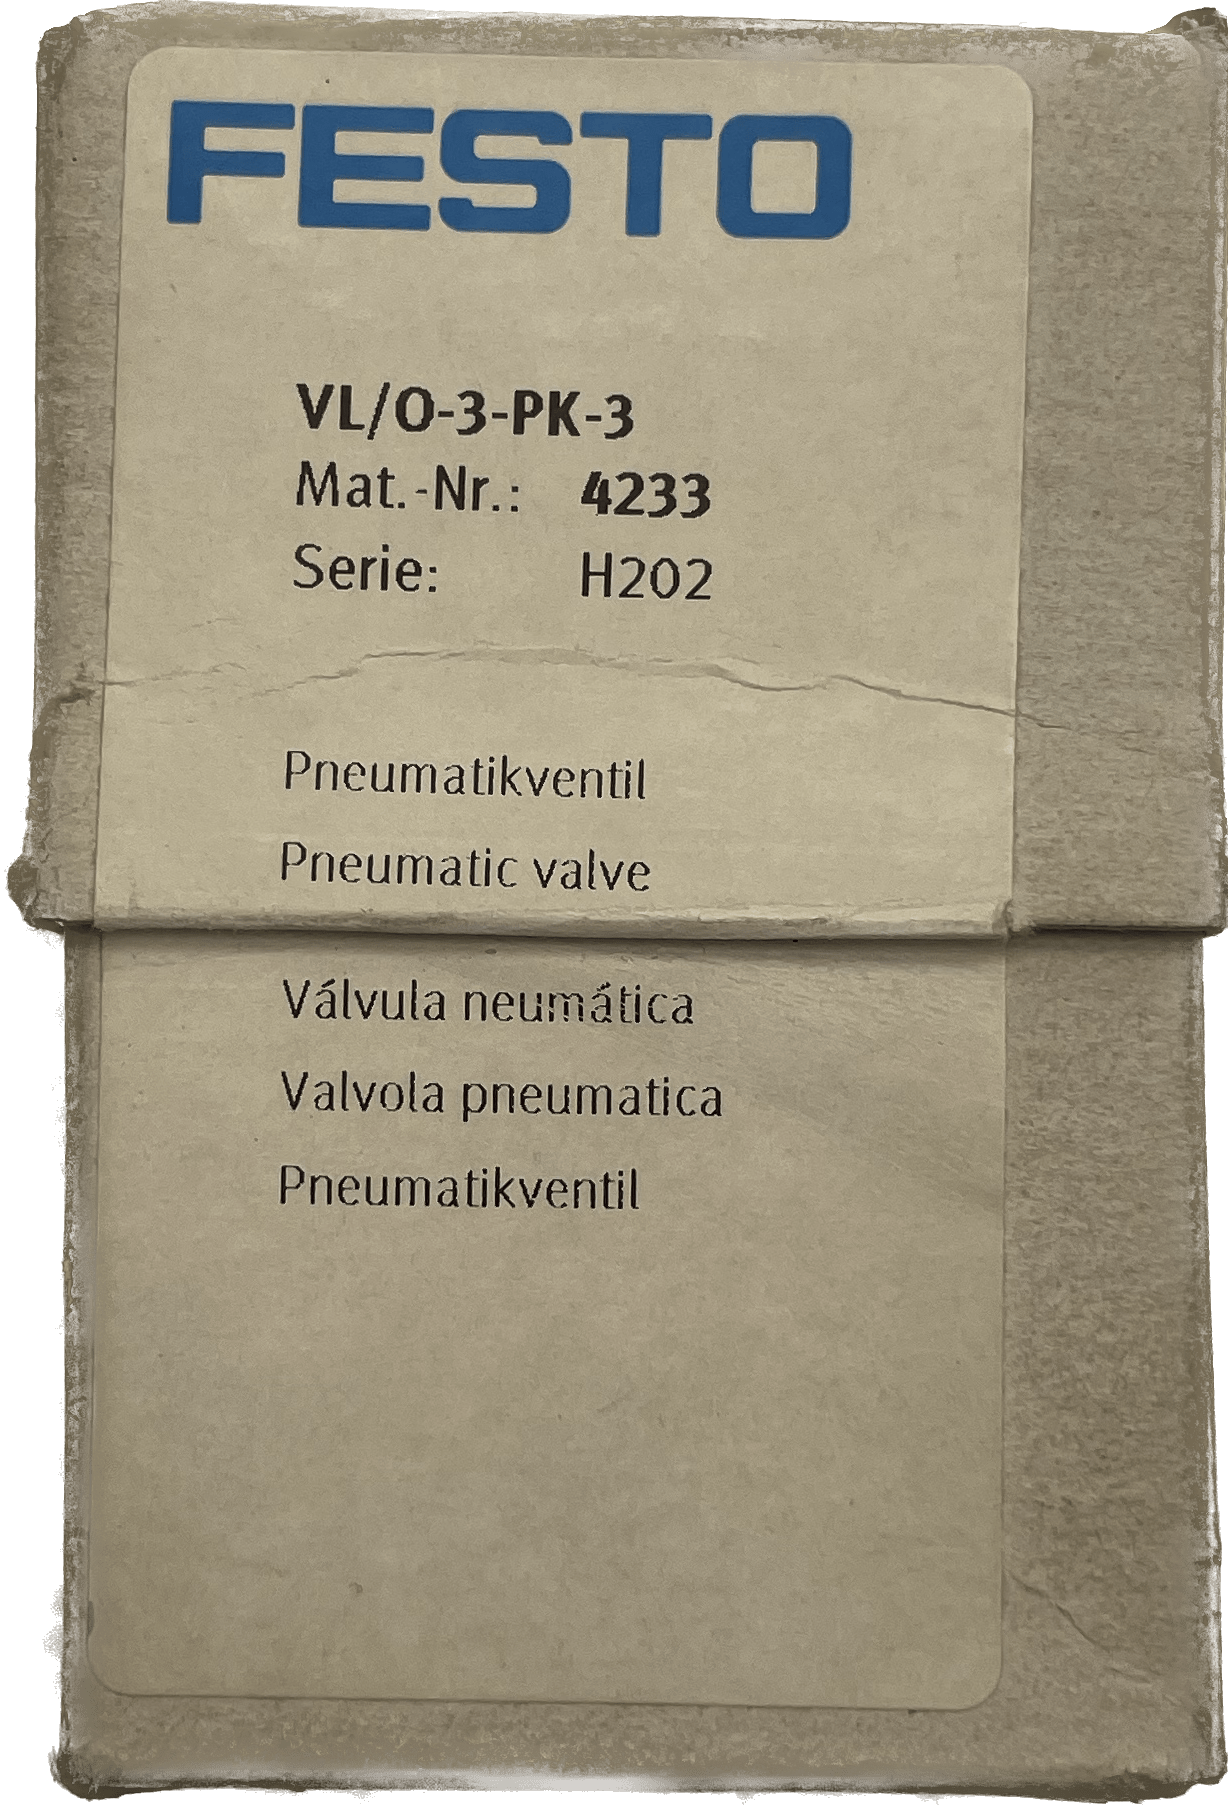 FESTO
VL/O-3-PK-3
Mat.-Nr.: 4233
Serie: H202
Pneumatikventil
Pneumatic valve
Válvula neumática
Valvola pneumatica
Pneumatikventil